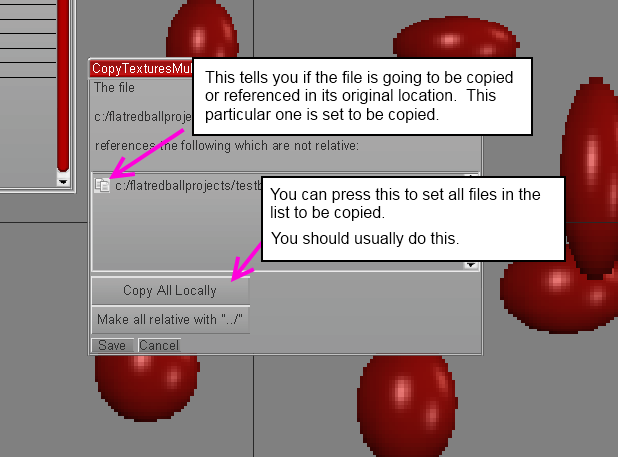 CopyTexturesMul
The file
c:/flatredballproje
references the following which are not relative:
c:/flatredballprojects/testb
Copy All Locally
Make all relative with "../"
Save Cancel
This tells you if the file is going to be copied
or referenced in its original location. This
particular one is set to be copied.
You can press this to set all files in the
list to be copied.
You should usually do this.